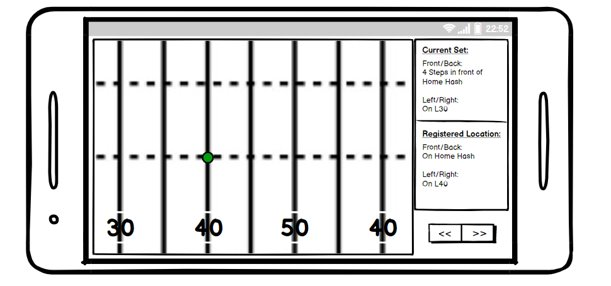 22:52
Current Set:
Front/Back:
4 Steps in front of
Home Hash
Left/Right:
On L30
Registered Location:
Front/Back:
On Home Hash
Left/Right:
On L40
30 40 50 40
<< >>